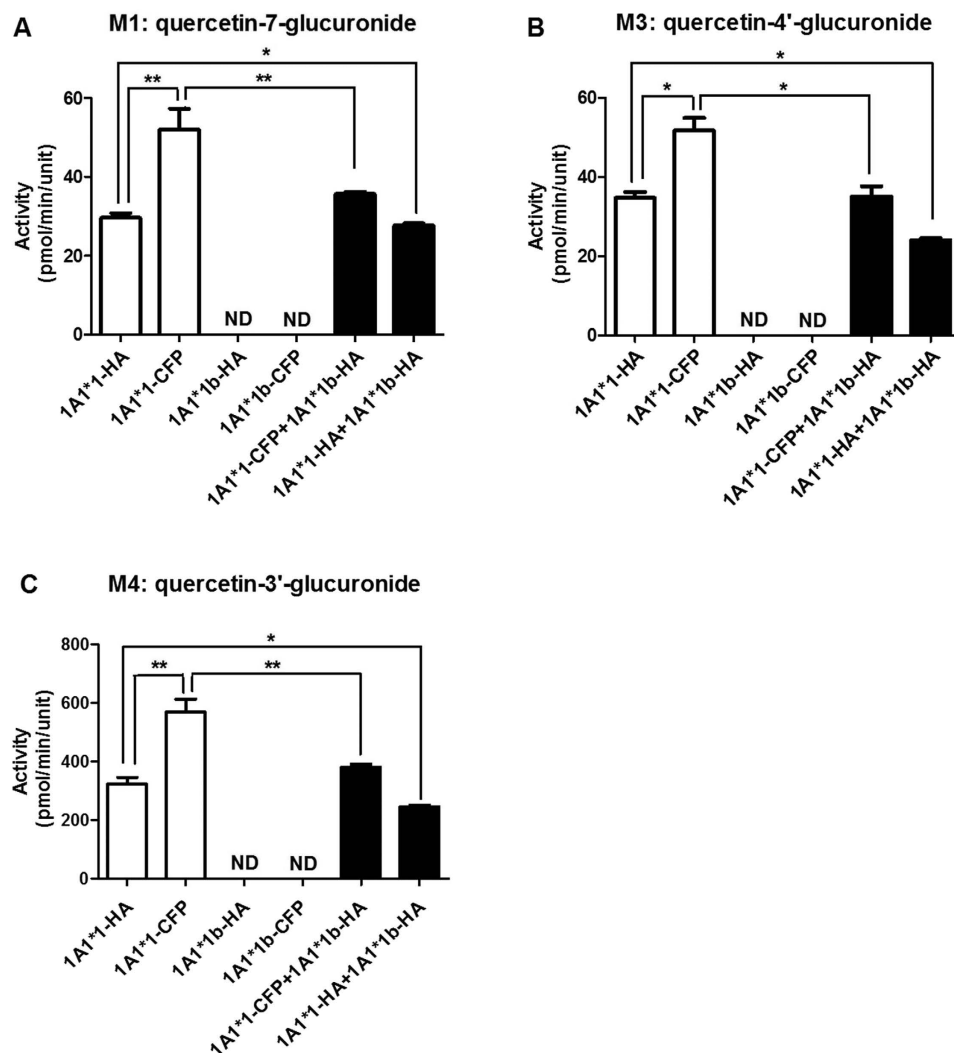 A
M1: quercetin-7-glucuronide
*
**
**
60
40
20
0
Activity
(pmol/min/unit)
ND
ND
1A1*1-HA
1A1*1-CFP
1A1*1b-HA
1A1*1b-CFP
1A1*1-CFP+1A1*1b-HA
1A1*1-HA+1A1*1b-HA
B
M3: quercetin-4'-glucuronide
*
*
*
60
40
20
0
Activity
(pmol/min/unit)
ND
ND
1A1*1-HA
1A1*1-CFP
1A1*1b-HA
1A1*1b-CFP
1A1*1-CFP+1A1*1b-HA
1A1*1-HA+1A1*1b-HA
C
M4: quercetin-3'-glucuronide
*
**
**
800
600
400
200
0
Activity
(pmol/min/unit)
ND
ND
1A1*1-HA
1A1*1-CFP
1A1*1b-HA
1A1*1b-CFP
1A1*1-CFP+1A1*1b-HA
1A1*1-HA+1A1*1b-HA